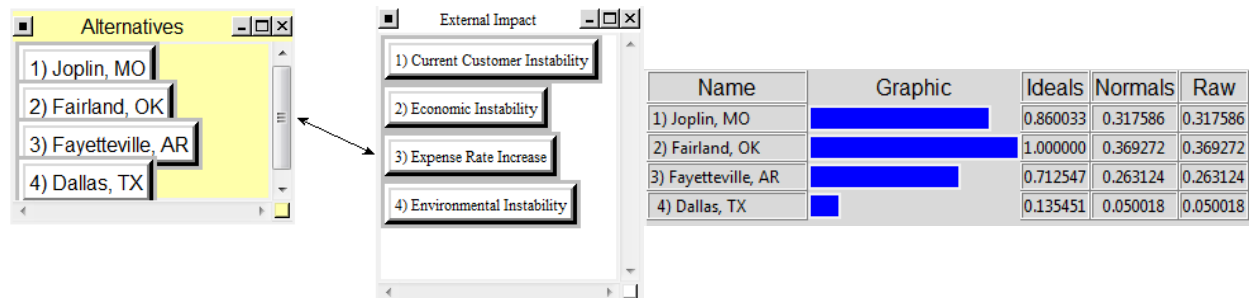 Alternatives
1) Joplin, MO
2) Fairland, OK
3) Fayetteville, AR
4) Dallas, TX
External Impact
1) Current Customer Instability
2) Economic Instability
3) Expense Rate Increase
4) Environmental Instability
Name Graphic Ideals Normals Raw
1) Joplin, MO 0.860033 0.317586 0.317586
2) Fairland, OK 1.000000 0.369272 0.369272
3) Fayetteville, AR 0.712547 0.263124 0.263124
4) Dallas, TX 0.135451 0.050018 0.050018